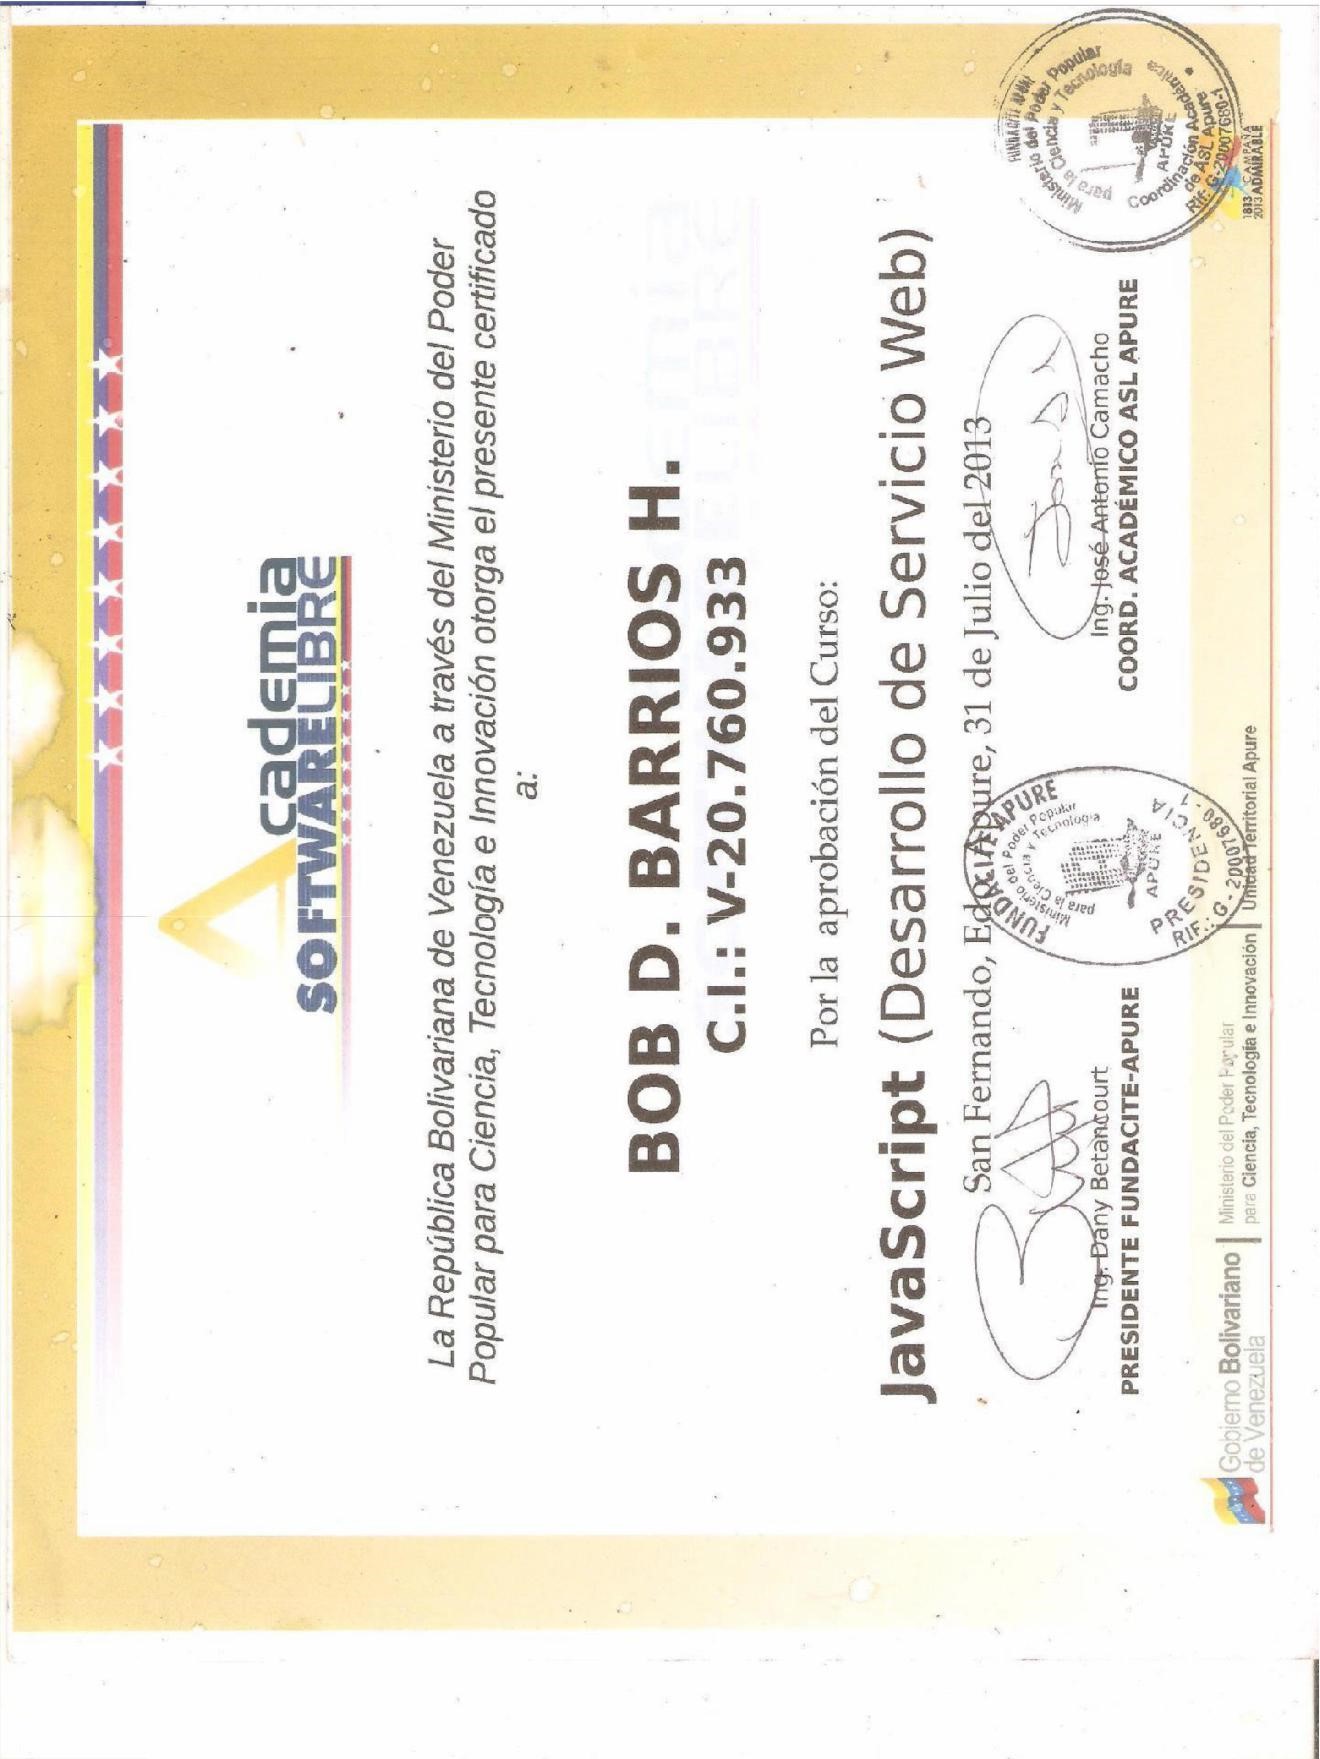 Academia
SOFTWARELIBRE
La República Bolivariana de Venezuela a través del Ministerio del Poder
Popular para Ciencia, Tecnología e Innovación otorga el presente certificado
a:
BOB D. BARRIOS H.
C.I.: V-20.760.933
Por la aprobación del Curso:
JavaScript (Desarrollo de Servicio Web)
San Fernando, Edo. Apure, 31 de Julio del 2013
Ing. Dany Betancourt
PRESIDENTE FUNDACITE-APURE
FUNDACITE-APURE
Ministerio del Poder Popular
para la Ciencia y Tecnología
APURE
PRESIDENCIA
RIF.: G-20007680-1
Ing. José Antonio Camacho
COORD. ACADÉMICO ASL APURE
FUNDACITE APURE
Ministerio del Poder Popular
para la Ciencia y Tecnología
APURE
Coordinación Académica
de ASL Apure
Rif: G-20007680-1
Gobierno Bolivariano
de Venezuela
Ministerio del Poder Popular
para Ciencia, Tecnología e Innovación
Unidad Territorial Apure
1813 CAMPAÑA
2013 ADMIRABLE